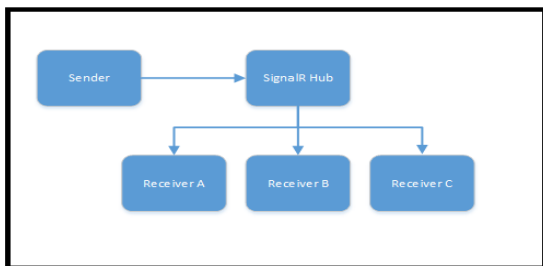 Sender
SignalR Hub
Receiver A
Receiver B
Receiver C